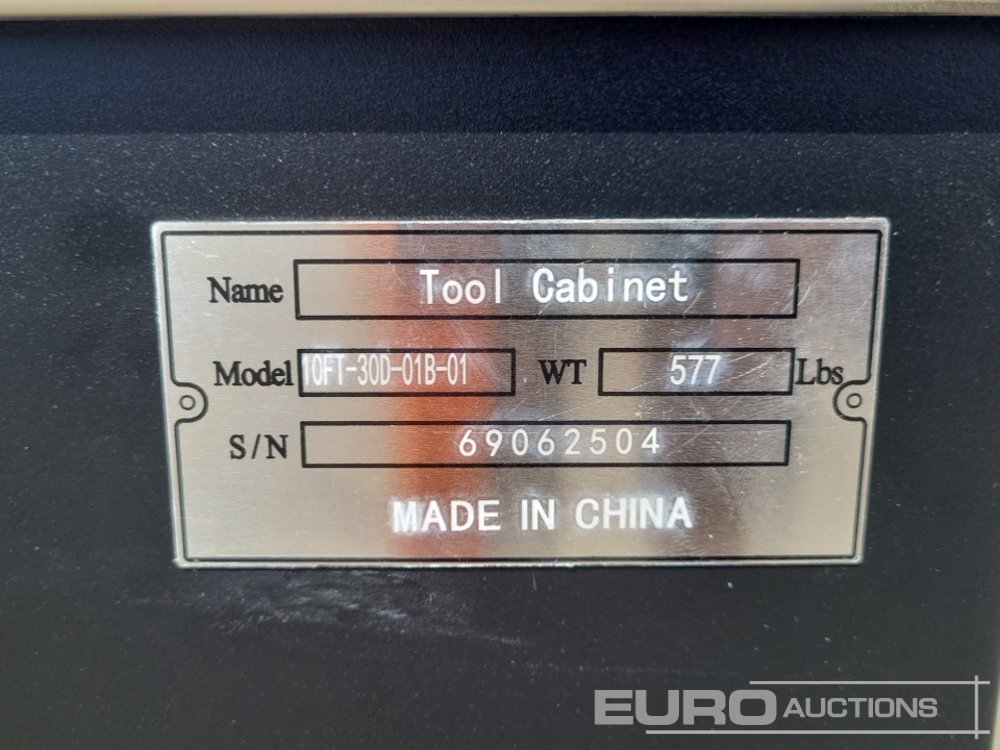 Name Tool Cabinet
Model 10FT-30D-01B-01 WT 577 Lbs
S/N 69062504
MADE IN CHINA
EURO AUCTIONS